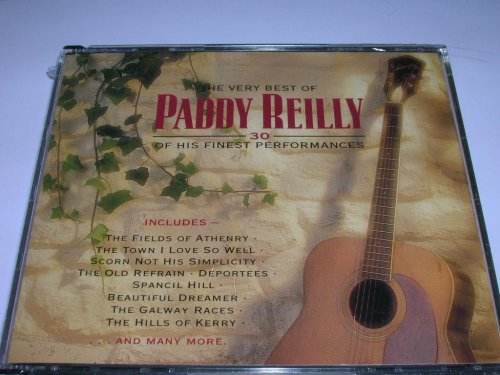 THE VERY BEST OF
PADDY REILLY
30
OF HIS FINEST PERFORMANCES
INCLUDES –
THE FIELDS OF ATHENRY ·
THE TOWN I LOVE SO WELL ·
SCORN NOT HIS SIMPLICITY ·
THE OLD REFRAIN · DEPORTEES ·
SPANCIL HILL ·
BEAUTIFUL DREAMER ·
THE GALWAY RACES ·
THE HILLS OF KERRY ·
. . . AND MANY MORE.